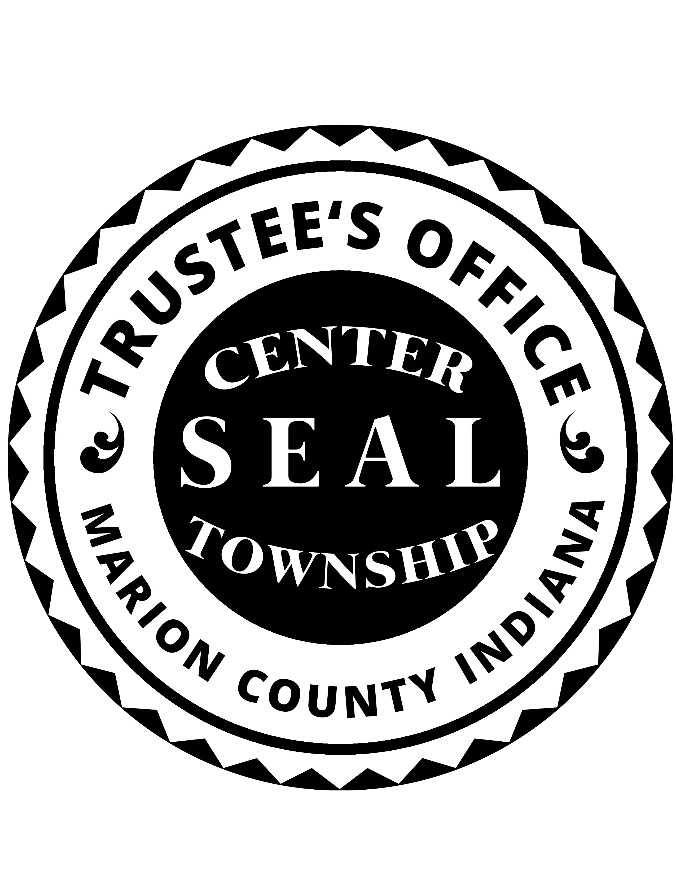 TRUSTEE‘S OFFICE
CENTER
SEAL
TOWNSHIP
MARION COUNTY INDIANA